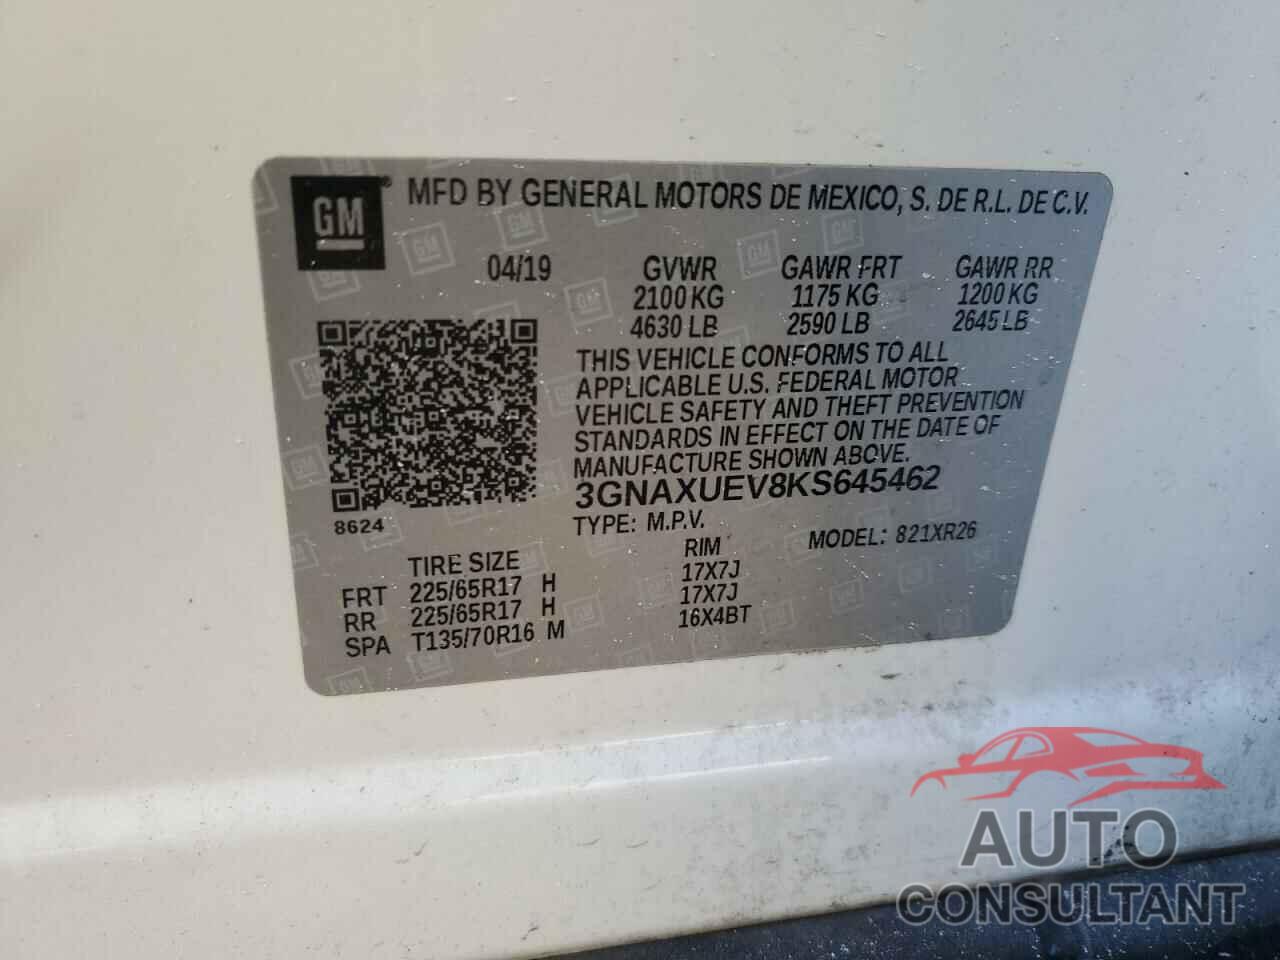 GM® MFD BY GENERAL MOTORS DE MEXICO, S. DE R.L. DE C.V.
04/19 GVWR GAWR FRT GAWR RR
2100 KG 1175 KG 1200 KG
4630 LB 2590 LB 2645 LB
THIS VEHICLE CONFORMS TO ALL
APPLICABLE U.S. FEDERAL MOTOR
VEHICLE SAFETY AND THEFT PREVENTION
STANDARDS IN EFFECT ON THE DATE OF
MANUFACTURE SHOWN ABOVE.
3GNAXUEV8KS645462
8624
TYPE: M.P.V. MODEL: 821XR26
TIRE SIZE RIM
FRT 225/65R17 H 17X7J
RR 225/65R17 H 17X7J
SPA T135/70R16 M 16X4BT
AUTO
CONSULTANT